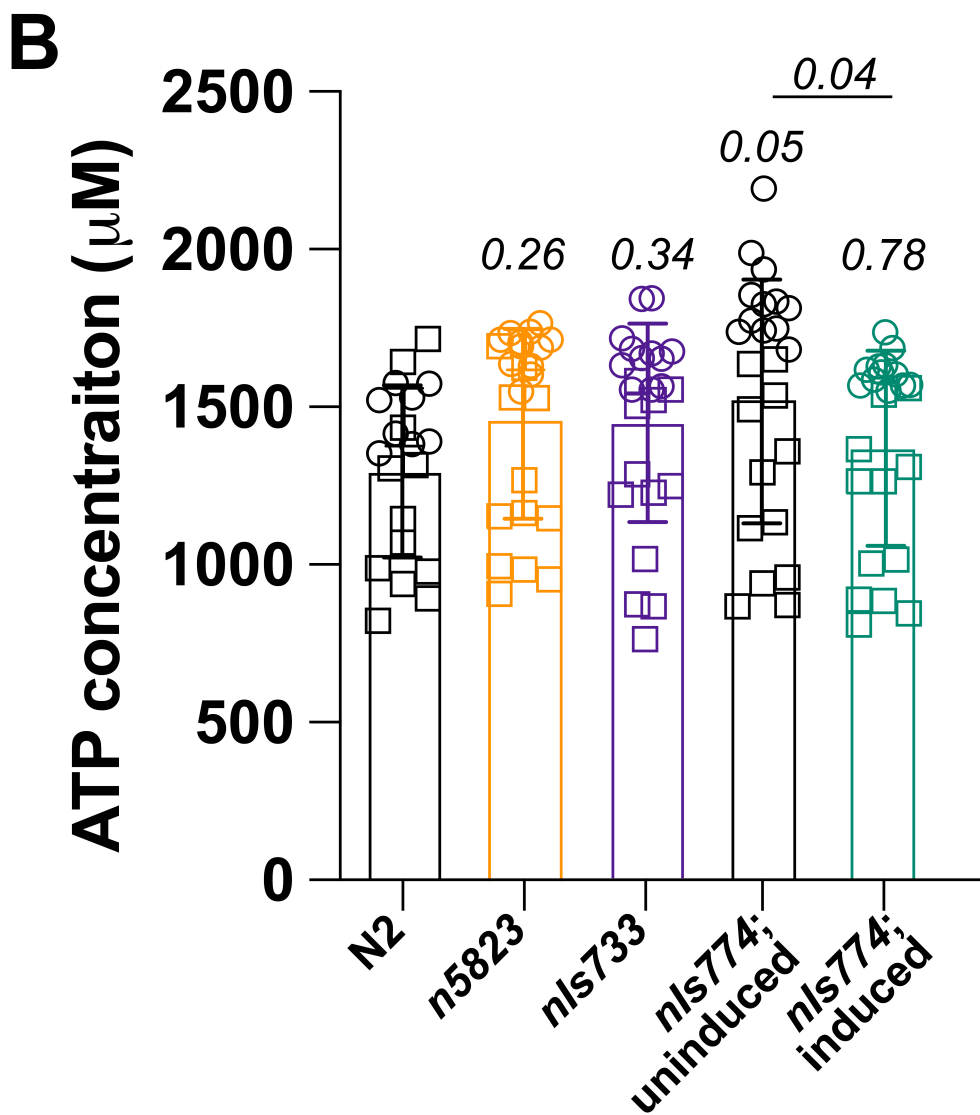 B
ATP concentraiton (μM)
2500
2000
1500
1000
500
0
0.04
0.05
0.26
0.34
0.78
N2
n5823
nIs733
nIs774;
uninduced
nIs774;
induced